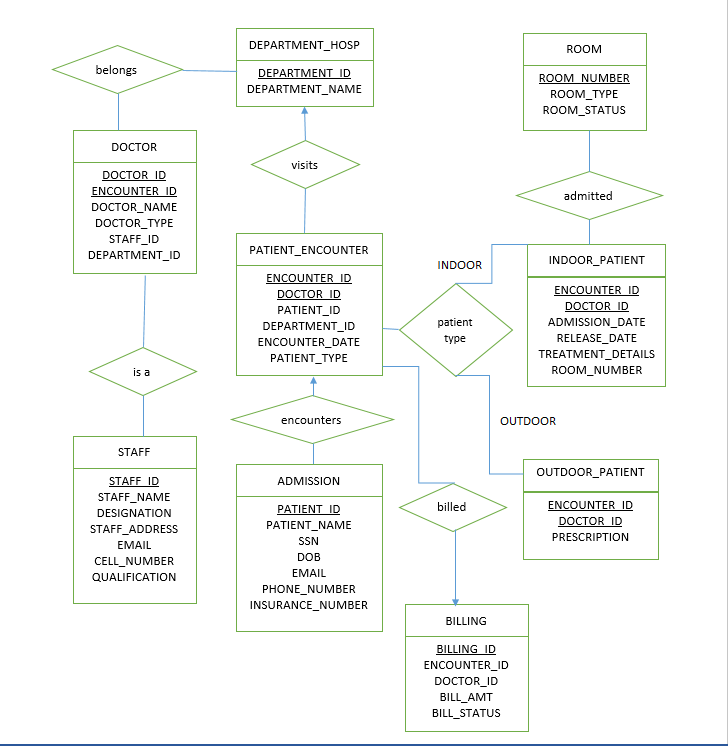 belongs
DEPARTMENT_HOSP
DEPARTMENT_ID
DEPARTMENT_NAME
ROOM
ROOM_NUMBER
ROOM_TYPE
ROOM_STATUS
DOCTOR
DOCTOR_ID
ENCOUNTER_ID
DOCTOR_NAME
DOCTOR_TYPE
STAFF_ID
DEPARTMENT_ID
visits
admitted
PATIENT_ENCOUNTER
ENCOUNTER_ID
DOCTOR_ID
PATIENT_ID
DEPARTMENT_ID
ENCOUNTER_DATE
PATIENT_TYPE
INDOOR
patient
type
INDOOR_PATIENT
ENCOUNTER_ID
DOCTOR_ID
ADMISSION_DATE
RELEASE_DATE
TREATMENT_DETAILS
ROOM_NUMBER
is a
encounters
OUTDOOR
STAFF
STAFF_ID
STAFF_NAME
DESIGNATION
STAFF_ADDRESS
EMAIL
CELL_NUMBER
QUALIFICATION
ADMISSION
PATIENT_ID
PATIENT_NAME
SSN
DOB
EMAIL
PHONE_NUMBER
INSURANCE_NUMBER
billed
OUTDOOR_PATIENT
ENCOUNTER_ID
DOCTOR_ID
PRESCRIPTION
BILLING
BILLING_ID
ENCOUNTER_ID
DOCTOR_ID
BILL_AMT
BILL_STATUS